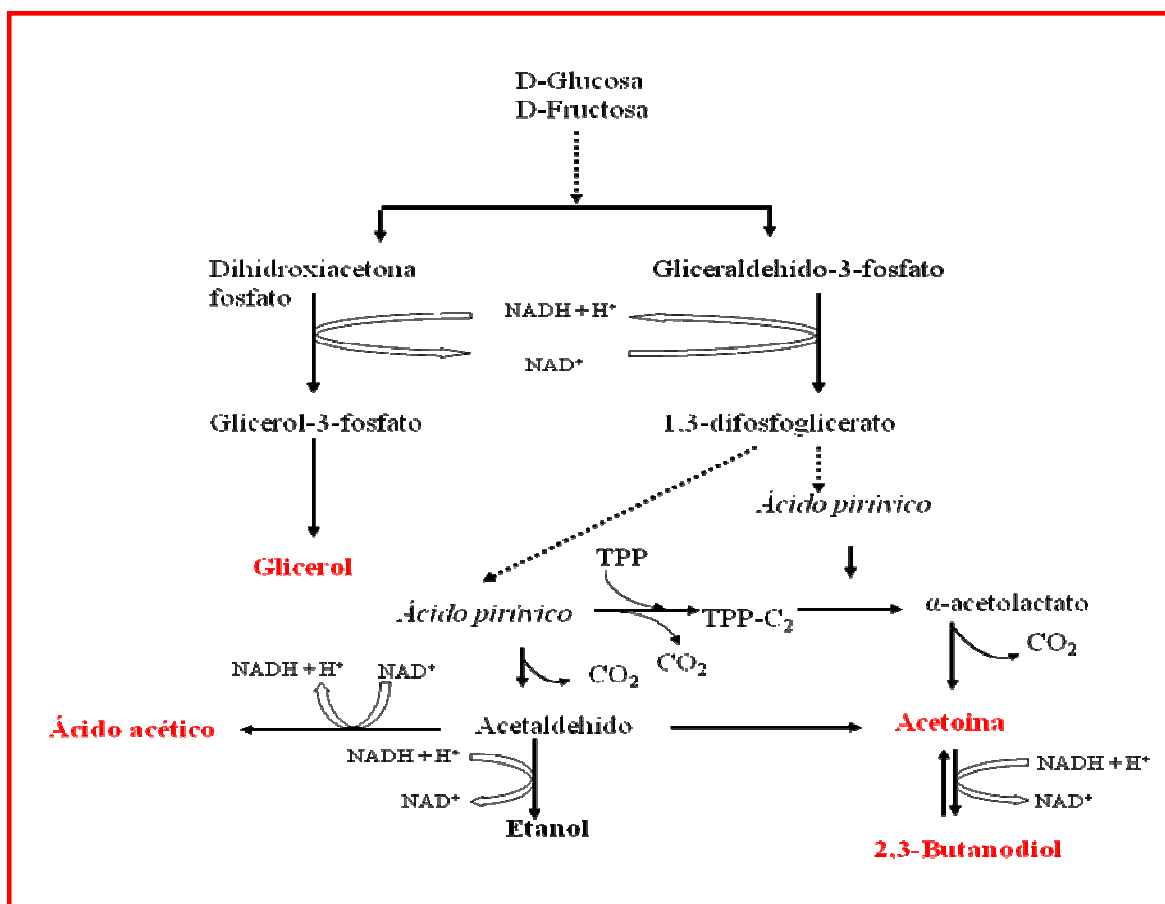 D-Glucosa
D-Fructosa
Dihidroxiacetona
fosfato
Gliceraldehido-3-fosfato
NADH + H⁺
NAD⁺
Glicerol-3-fosfato
1,3-difosfoglicerato
Ácido pirúvico
Glicerol
TPP
Ácido pirúvico
TPP-C₂
α-acetolactato
CO₂
CO₂
CO₂
NADH + H⁺
NAD⁺
Ácido acético
Acetaldehido
Acetoina
NADH + H⁺
NAD⁺
NADH + H⁺
NAD⁺
Etanol
2,3-Butanodiol